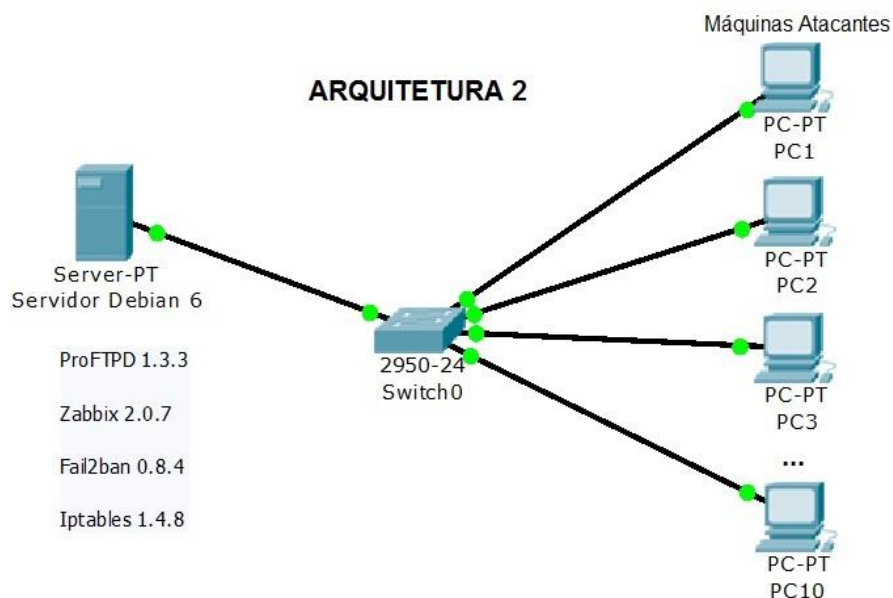 Máquinas Atacantes
ARQUITETURA 2
PC-PT
PC1
Server-PT
Servidor Debian 6
PC-PT
PC2
ProFTPD 1.3.3
Zabbix 2.0.7
Fail2ban 0.8.4
Iptables 1.4.8
2950-24
Switch0
PC-PT
PC3
...
PC-PT
PC10